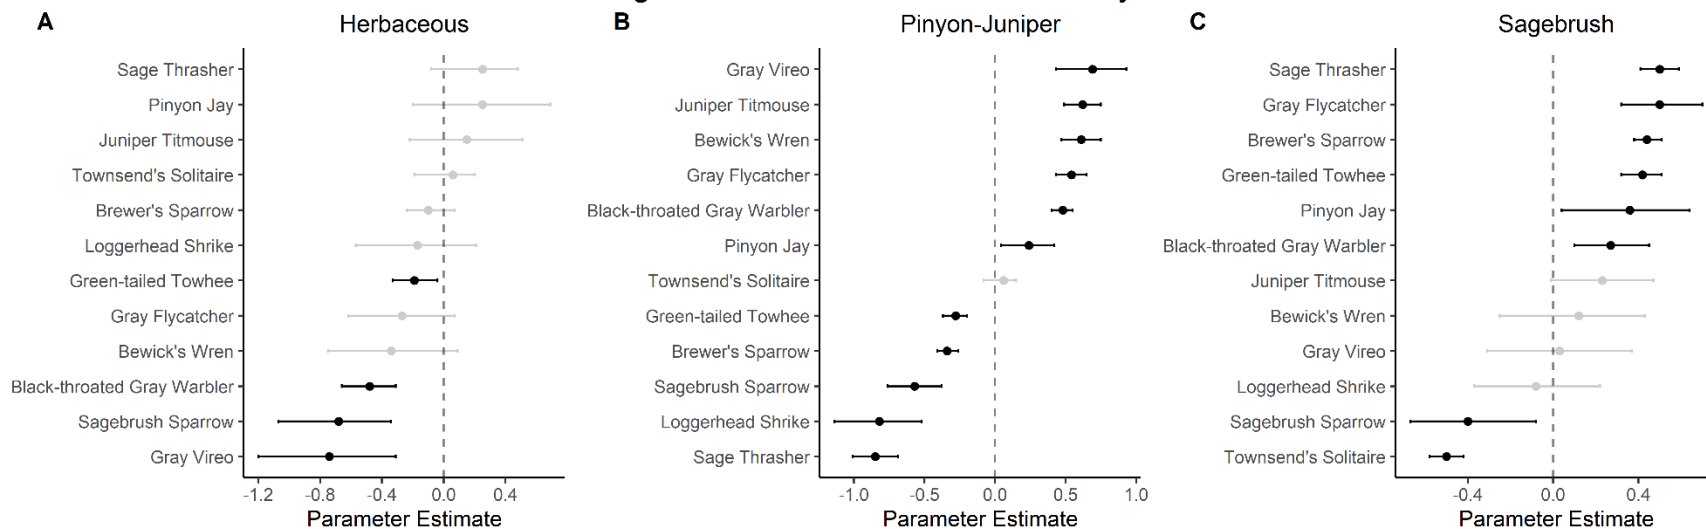 A
Herbaceous
Sage Thrasher
Pinyon Jay
Juniper Titmouse
Townsend's Solitaire
Brewer's Sparrow
Loggerhead Shrike
Green-tailed Towhee
Gray Flycatcher
Bewick's Wren
Black-throated Gray Warbler
Sagebrush Sparrow
Gray Vireo
-1.2 -0.8 -0.4 0.0 0.4
Parameter Estimate
B
Pinyon-Juniper
Gray Vireo
Juniper Titmouse
Bewick's Wren
Gray Flycatcher
Black-throated Gray Warbler
Pinyon Jay
Townsend's Solitaire
Green-tailed Towhee
Brewer's Sparrow
Sagebrush Sparrow
Loggerhead Shrike
Sage Thrasher
-1.0 -0.5 0.0 0.5 1.0
Parameter Estimate
C
Sagebrush
Sage Thrasher
Gray Flycatcher
Brewer's Sparrow
Green-tailed Towhee
Pinyon Jay
Black-throated Gray Warbler
Juniper Titmouse
Bewick's Wren
Gray Vireo
Loggerhead Shrike
Sagebrush Sparrow
Townsend's Solitaire
-0.4 0.0 0.4
Parameter Estimate